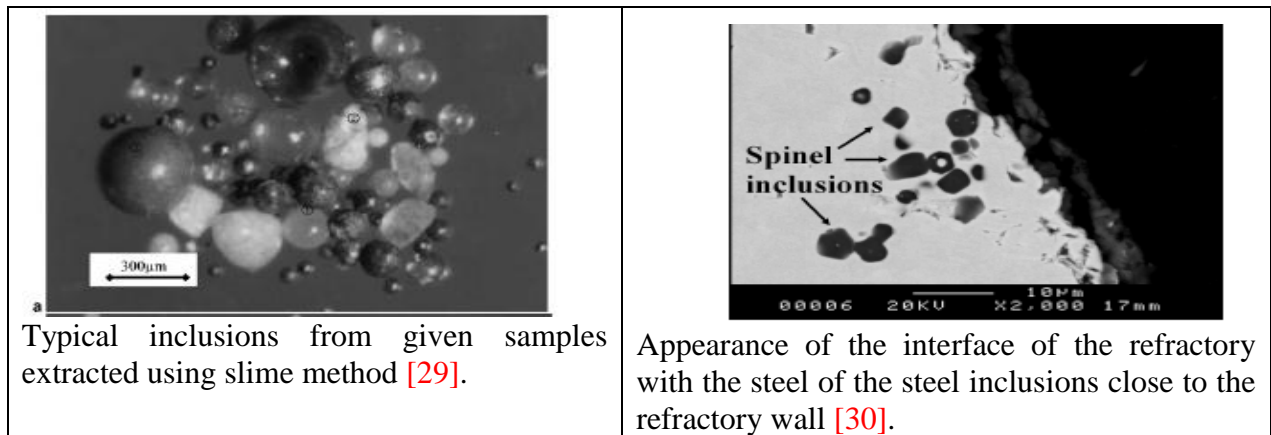 300µm
a
Typical inclusions from given samples
extracted using slime method [29].
Spinel
inclusions
10µm
00006 20KV X2,000 17mm
Appearance of the interface of the refractory
with the steel of the steel inclusions close to the
refractory wall [30].